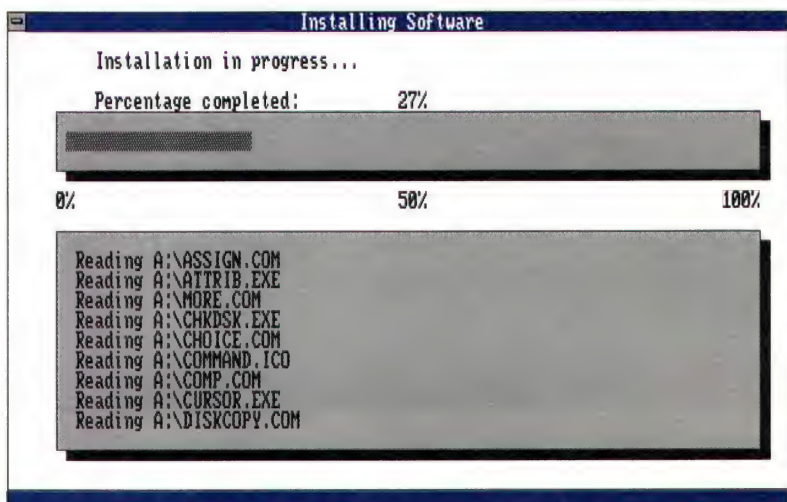 Installing Software
Installation in progress...
Percentage completed: 27%
0% 50% 100%
Reading A:\ASSIGN.COM
Reading A:\ATTRIB.EXE
Reading A:\MORE.COM
Reading A:\CHKDSK.EXE
Reading A:\CHOICE.COM
Reading A:\COMMAND.ICO
Reading A:\COMP.COM
Reading A:\CURSOR.EXE
Reading A:\DISKCOPY.COM